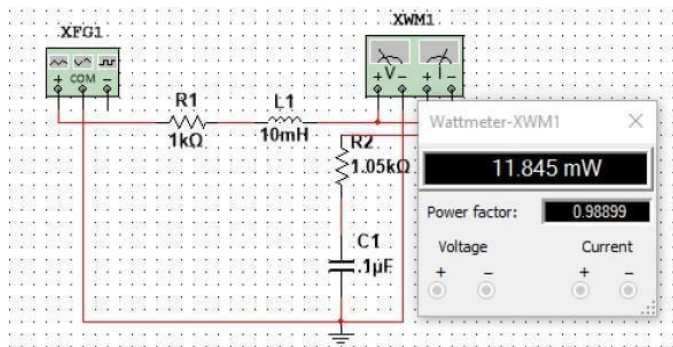 XFG1
XWM1
COM
V
I
R1
1kΩ
L1
10mH
R2
1.05kΩ
C1
.1µF
Wattmeter-XWM1
11.845 mW
Power factor: 0.98899
Voltage Current
+ − + −